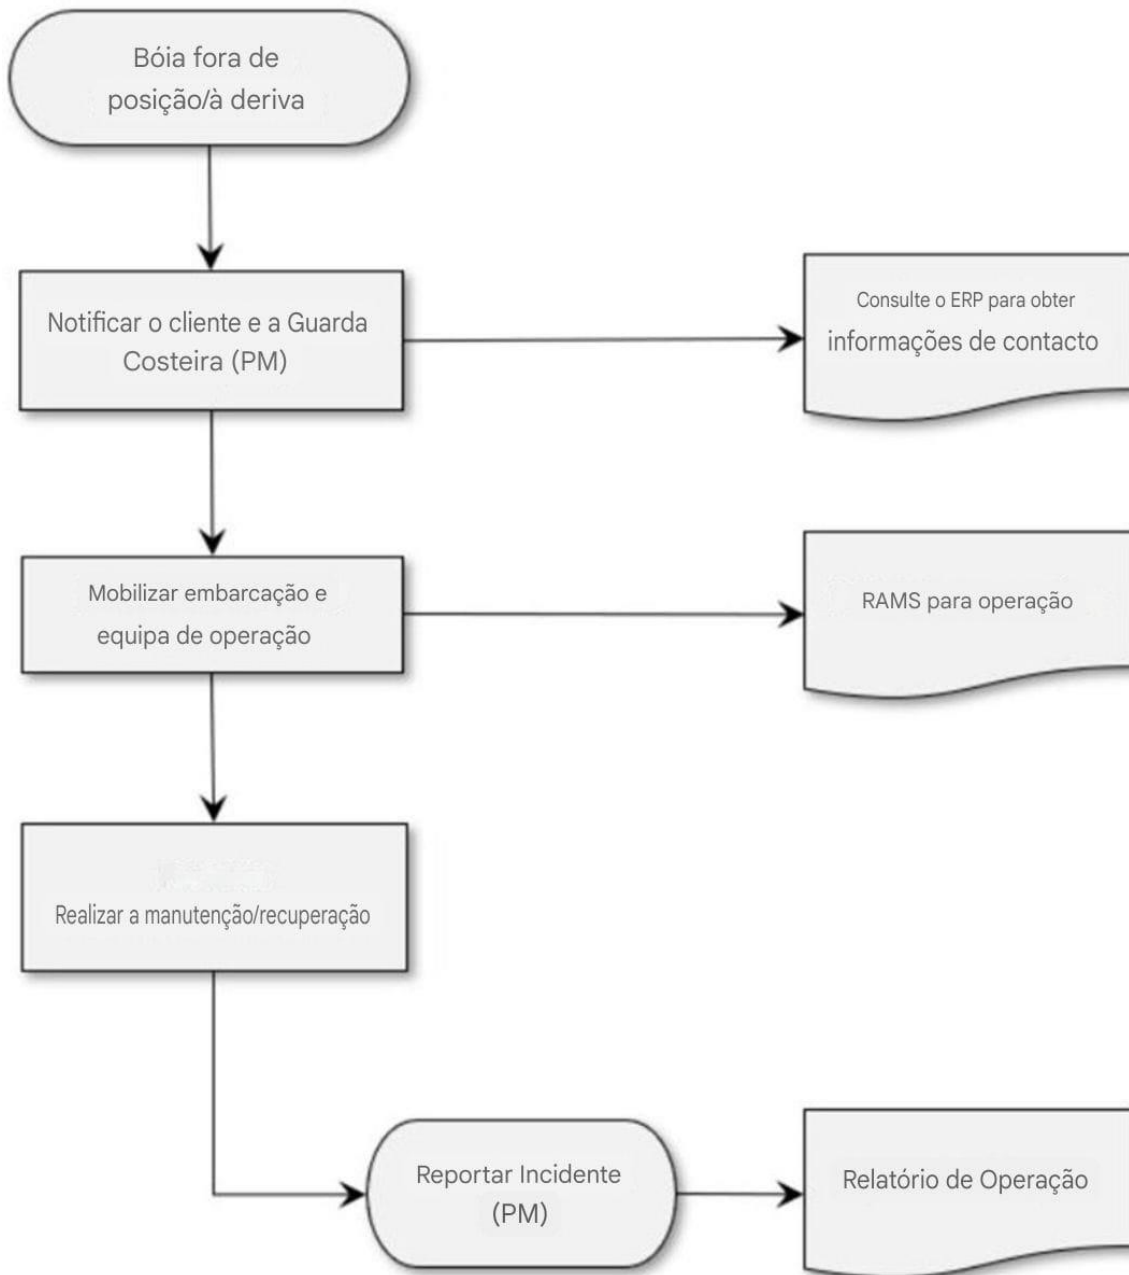 Bóia fora de
posição/à deriva
Notificar o cliente e a Guarda
Costeira (PM)
Consulte o ERP para obter
informações de contacto
Mobilizar embarcação e
equipa de operação
RAMS para operação
Realizar a manutenção/recuperação
Reportar Incidente
(PM)
Relatório de Operação